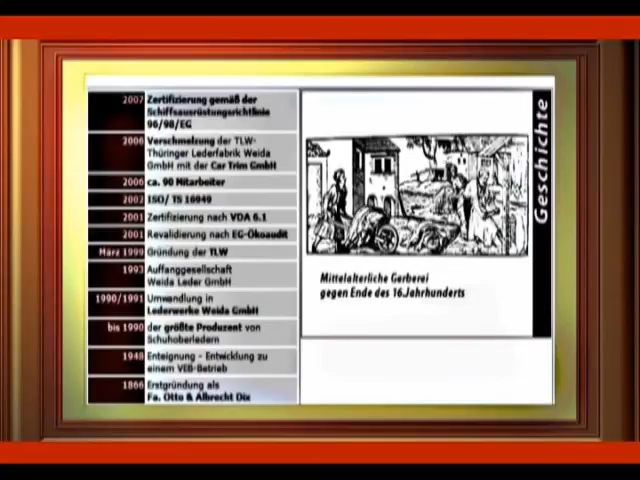 2007 Zertifizierung gemäß der
Schiffsausrüstungsrichtlinie
96/98/EG
2006 Verschmelzung der TLW-
Thüringer Lederfabrik Weida
GmbH mit der Car Trim GmbH
2006 ca. 90 Mitarbeiter
2002 ISO/ TS 16949
2001 Zertifizierung nach VDA 6.1
2001 Revalidierung nach EG-Ökoaudit
März 1999 Gründung der TLW
1993 Auffanggesellschaft
Weida Leder GmbH
1990/1991 Umwandlung in
Lederwerke Weida GmbH
bis 1990 der größte Produzent von
Schuhoberledern
1948 Enteignung - Entwicklung zu
einem VEB-Betrieb
1866 Erstgründung als
Fa. Otto & Albrecht Dix
Mittelalterliche Gerberei
gegen Ende des 16.Jahrhunderts
Geschichte